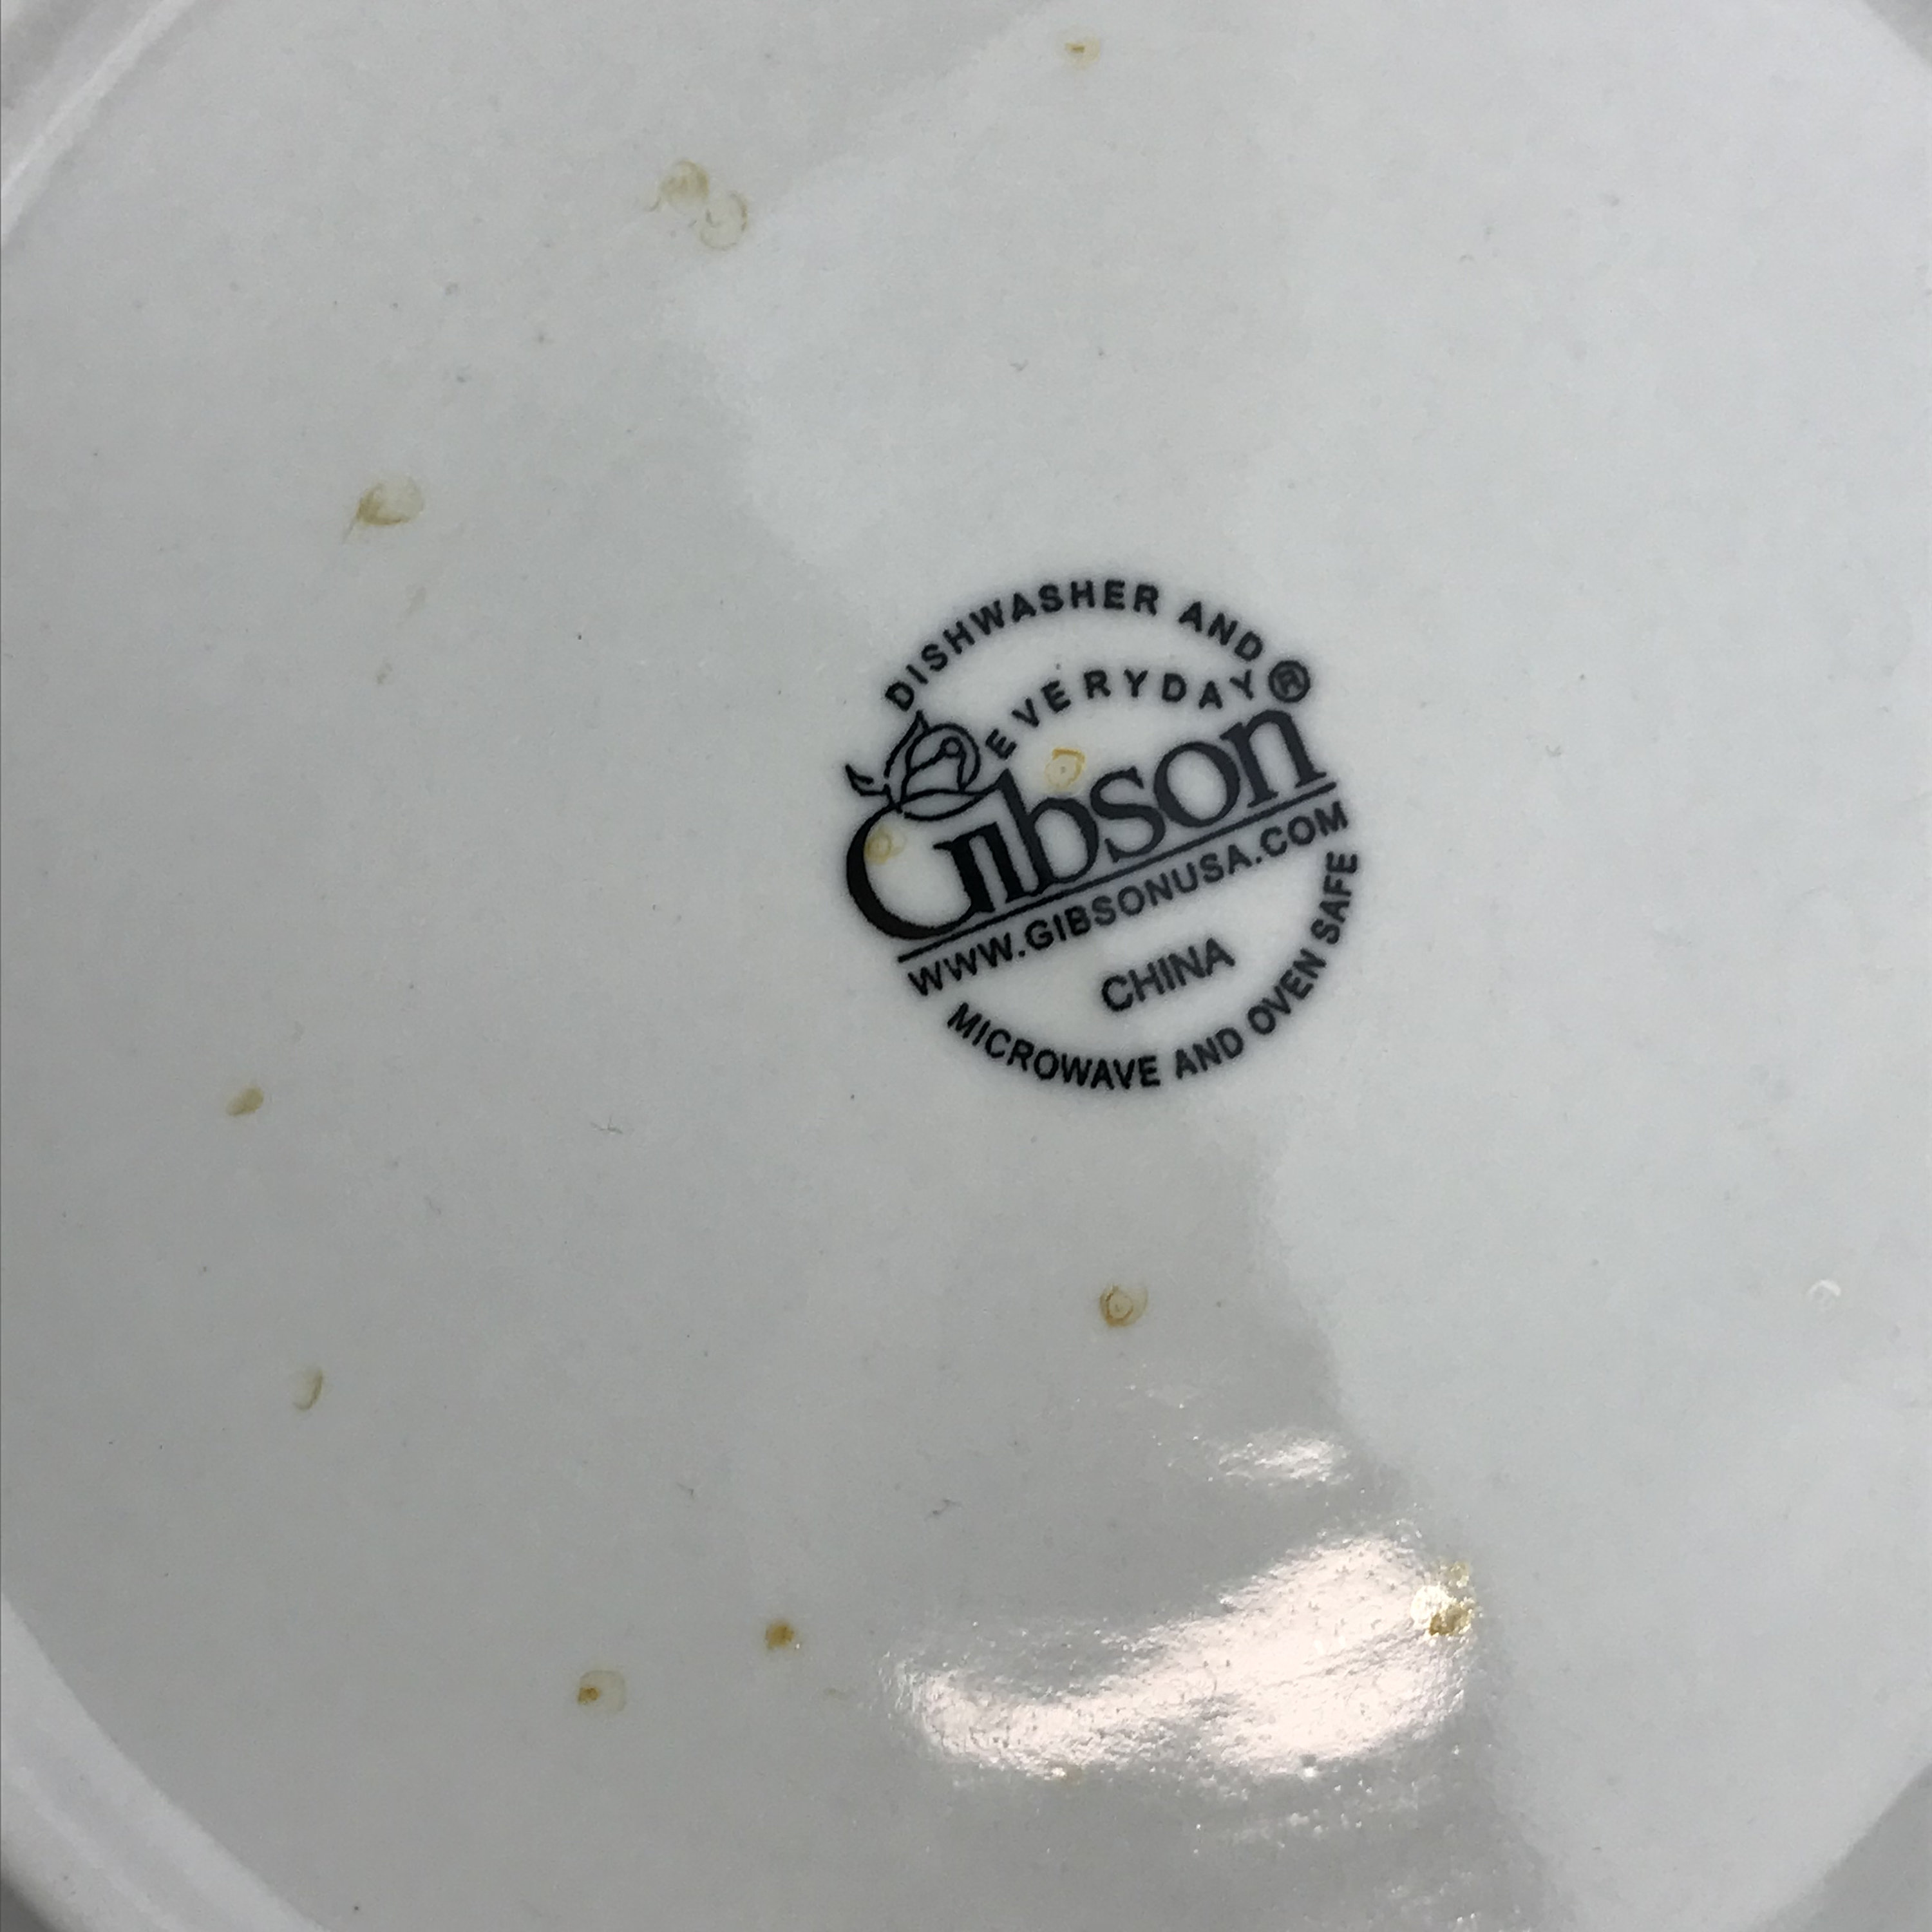 DISHWASHER AND
EVERYDAY®
Gibson
WWW.GIBSONUSA.COM
CHINA
MICROWAVE AND OVEN SAFE